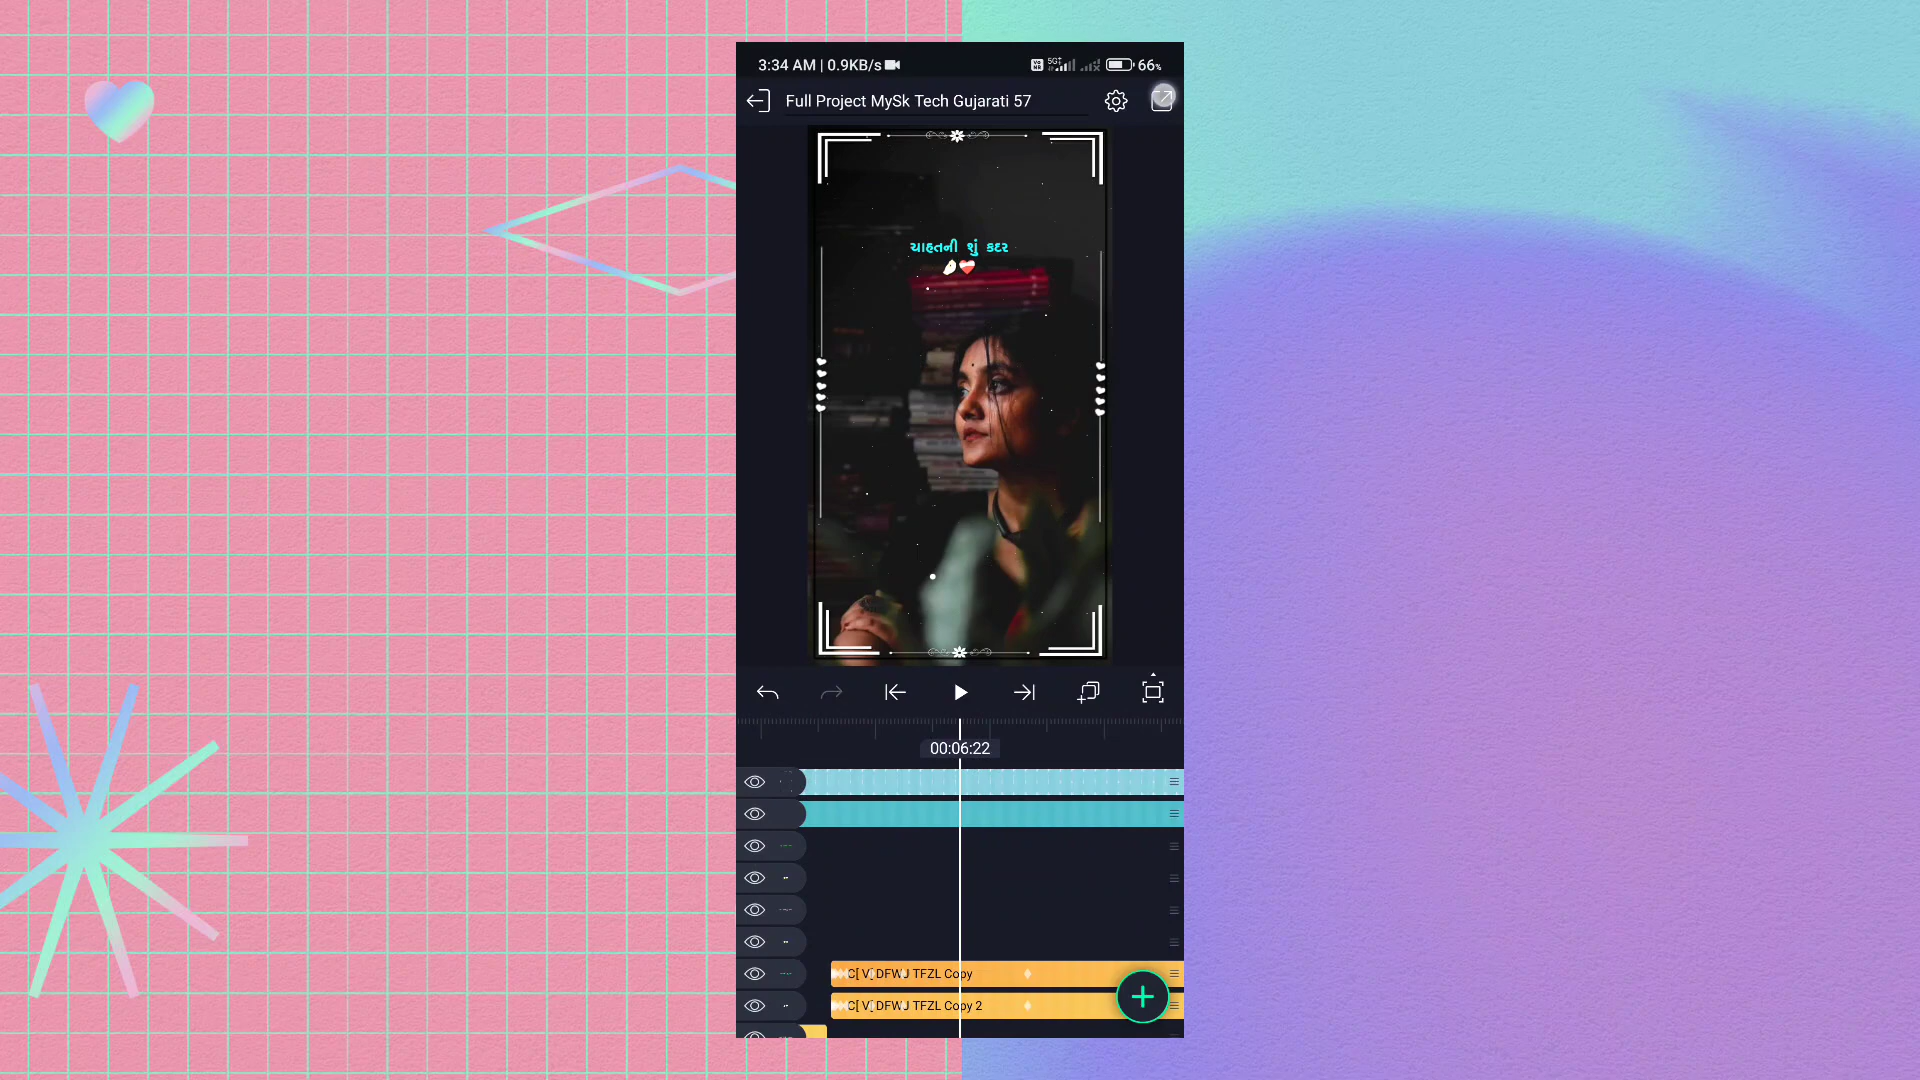 3:34 AM | 0.9KB/s
5G
66%
Full Project MySk Tech Gujarati 57
ચાહતની શું કદર
00:06:22
C[ V[ DFWJ TFZL Copy
C[ V[ DFWJ TFZL Copy 2